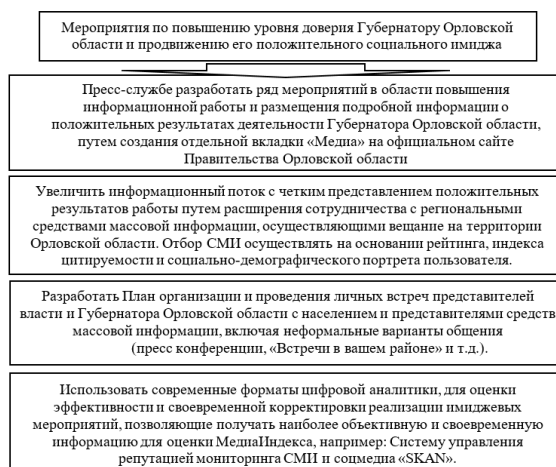 Мероприятия по повышению уровня доверия Губернатору Орловской
области и продвижению его положительного социального имиджа
Пресс-службе разработать ряд мероприятий в области повышения
информационной работы и размещения подробной информации о
положительных результатах деятельности Губернатора Орловской области,
путем создания отдельной вкладки «Медиа» на официальном сайте
Правительства Орловской области
Увеличить информационный поток с четким представлением положительных
результатов работы путем расширения сотрудничества с региональными
средствами массовой информации, осуществляющими вещание на территории
Орловской области. Отбор СМИ осуществлять на основании рейтинга, индекса
цитируемости и социально-демографического портрета пользователя.
Разработать План организации и проведения личных встреч представителей
власти и Губернатора Орловской области с населением и представителями средств
массовой информации, включая неформальные варианты общения
(пресс конференции, «Встречи в вашем районе» и т.д.).
Использовать современные форматы цифровой аналитики, для оценки
эффективности и своевременной корректировки реализации имиджевых
мероприятий, позволяющие получать наиболее объективную и своевременную
информацию для оценки МедиаИндекса, например: Систему управления
репутацией мониторинга СМИ и соцмедиа «SKAN».